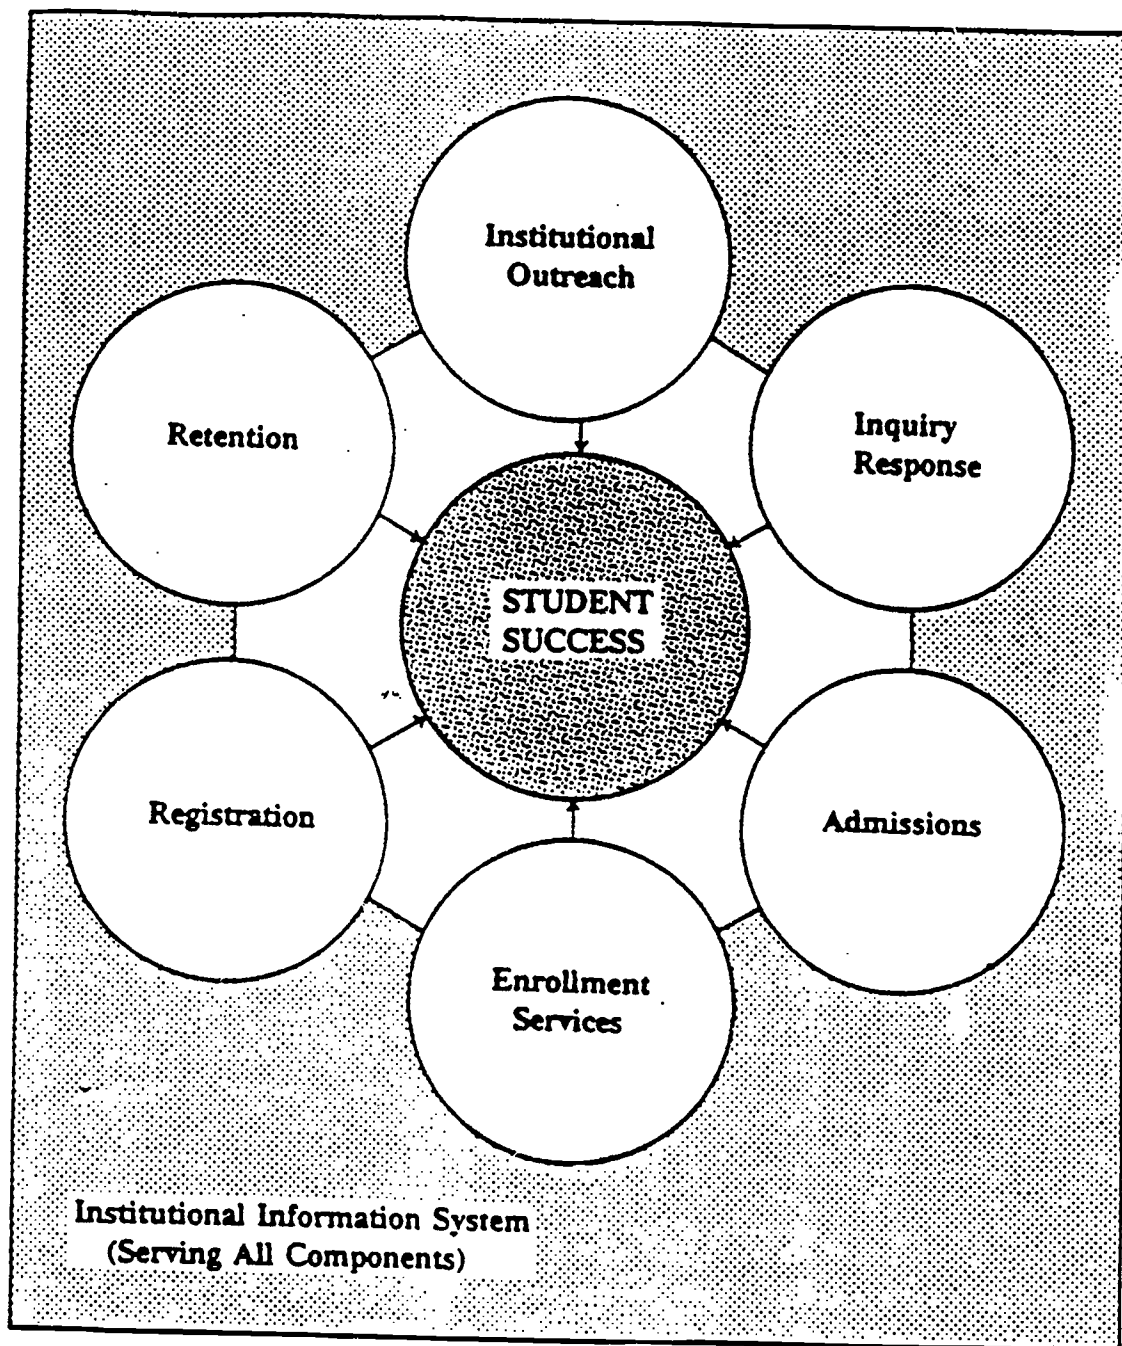 Institutional
Outreach
Retention
Inquiry
Response
STUDENT
SUCCESS
Registration
Admissions
Enrollment
Services
Institutional Information System
(Serving All Components)